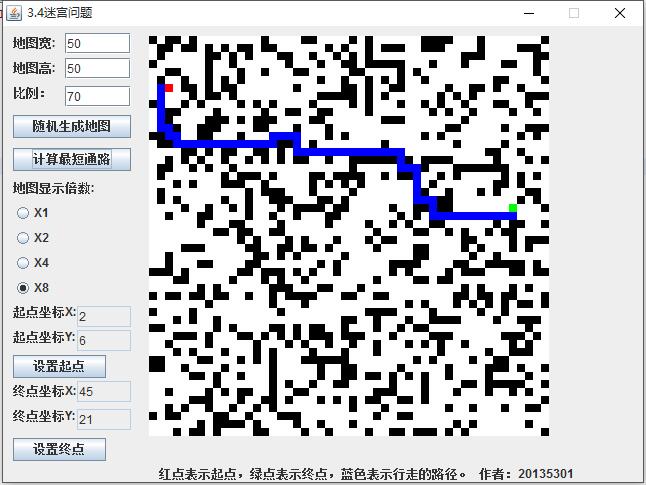 3.4迷宫问题
地图宽: 50
地图高: 50
比例: 70
随机生成地图
计算最短通路
地图显示倍数:
X1
X2
X4
X8
起点坐标X: 2
起点坐标Y: 6
设置起点
终点坐标X: 45
终点坐标Y: 21
设置终点
红点表示起点，绿点表示终点，蓝色表示行走的路径。 作者：20135301